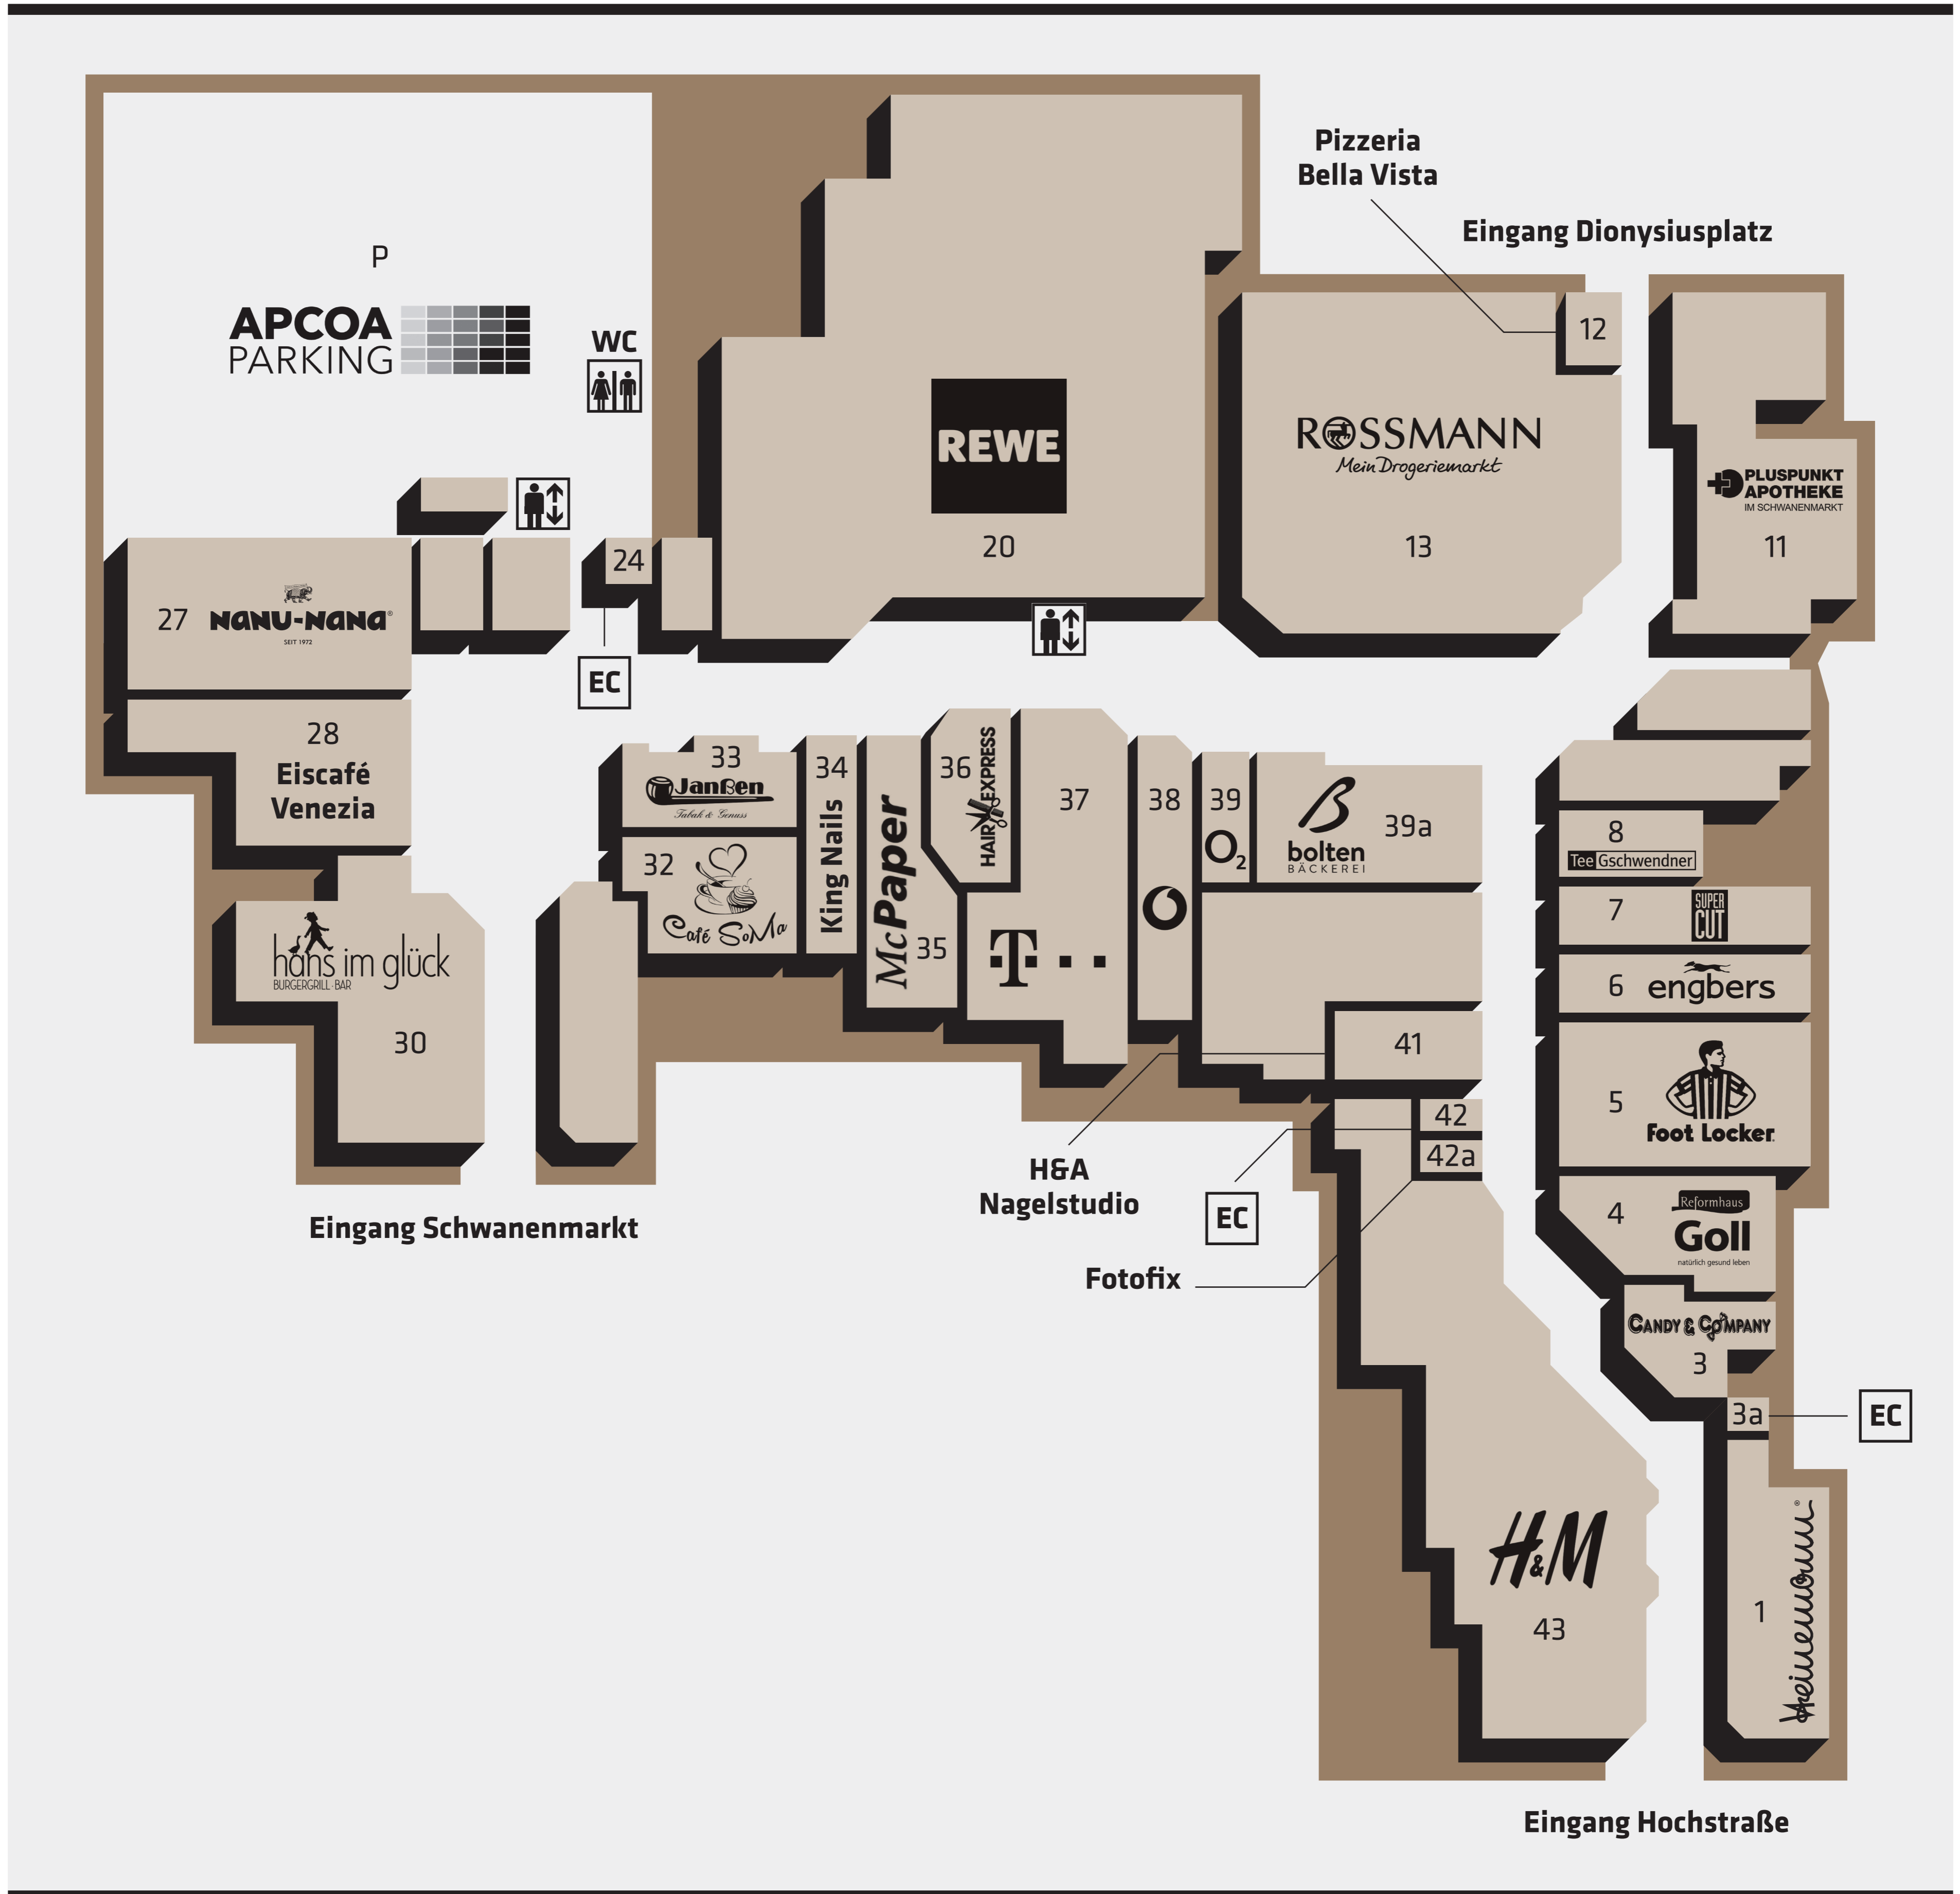 Pizzeria
Bella Vista
Eingang Dionysiusplatz
P
APCOA
PARKING
WC
12
REWE
20
ROSSMANN
Mein Drogeriemarkt
13
PLUSPUNKT
APOTHEKE
IM SCHWANENMARKT
11
24
EC
27
NANU-NANA®
SEIT 1972
28
Eiscafé
Venezia
hans im glück
BURGERGRILL·BAR
30
33
Janßen
Tabak & Genuss
32
Café SoMa
34
King Nails
McPaper
35
36
HAIR EXPRESS
37
T
38
39
O2
bolten
BÄCKEREI
39a
41
42
42a
H&A
Nagelstudio
EC
Fotofix
8
Tee Gschwendner
7
SUPER
CUT
6
engbers
5
Foot Locker
4
Reformhaus
Goll
natürlich gesund leben
CANDY & COMPANY
3
3a
EC
H&M
43
1
Heinemann®
Eingang Schwanenmarkt
Eingang Hochstraße